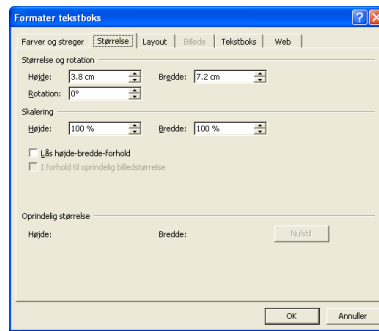 Formater tekstboks
Farver og streger Størrelse Layout Billede Tekstboks Web
Størrelse og rotation
Højde: 3.8 cm Bredde: 7.2 cm
Rotation: 0°
Skalering
Højde: 100 % Bredde: 100 %
Lås højde-bredde-forhold
I forhold til oprindelig billedstørrelse
Oprindelig størrelse
Højde: Bredde: Nulstil
OK Annuller